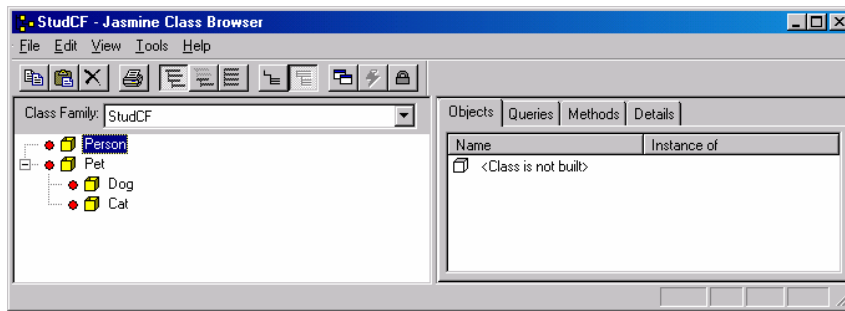 StudCF - Jasmine Class Browser
File Edit View Tools Help
Class Family: StudCF
Person
Pet
Dog
Cat
Objects Queries Methods Details
Name Instance of
<Class is not built>